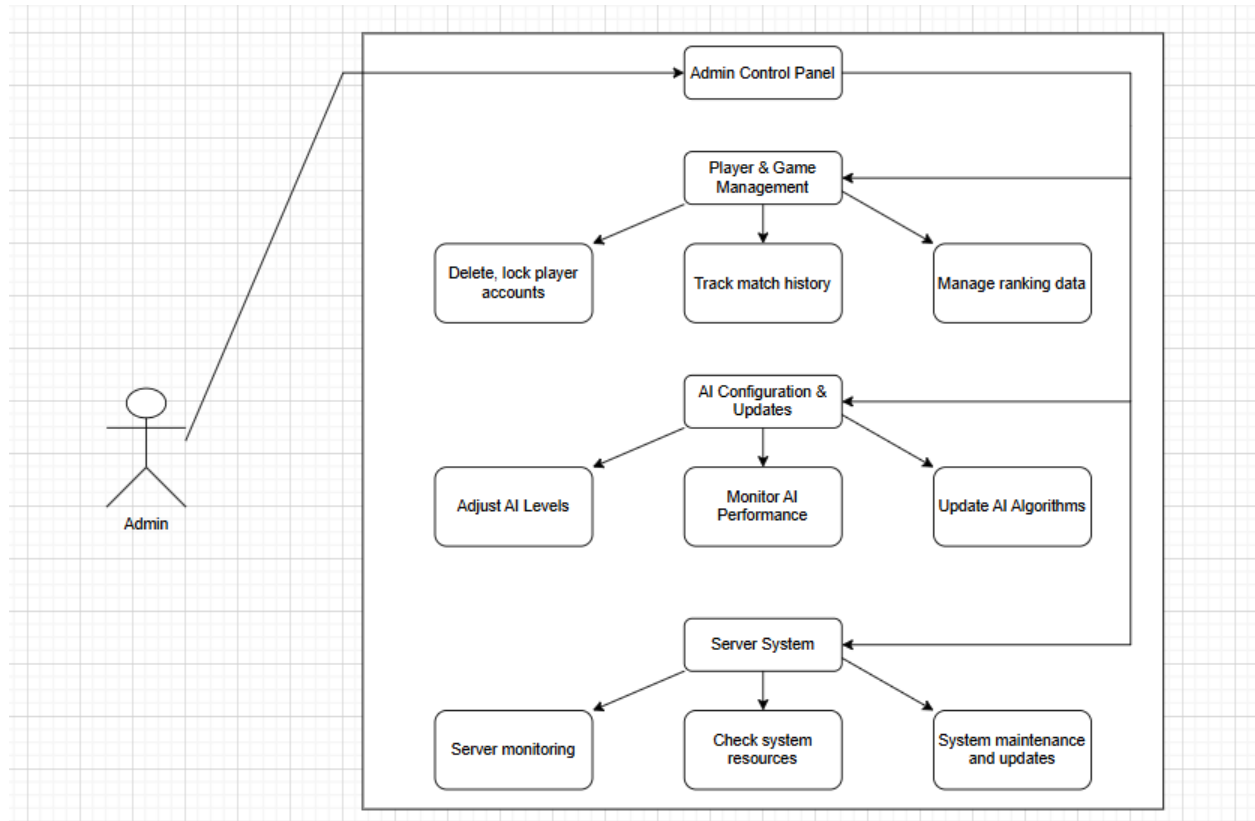 Admin Control Panel
Player & Game
Management
Delete, lock player
accounts
Track match history
Manage ranking data
AI Configuration &
Updates
Adjust AI Levels
Monitor AI
Performance
Update AI Algorithms
Admin
Server System
Server monitoring
Check system
resources
System maintenance
and updates